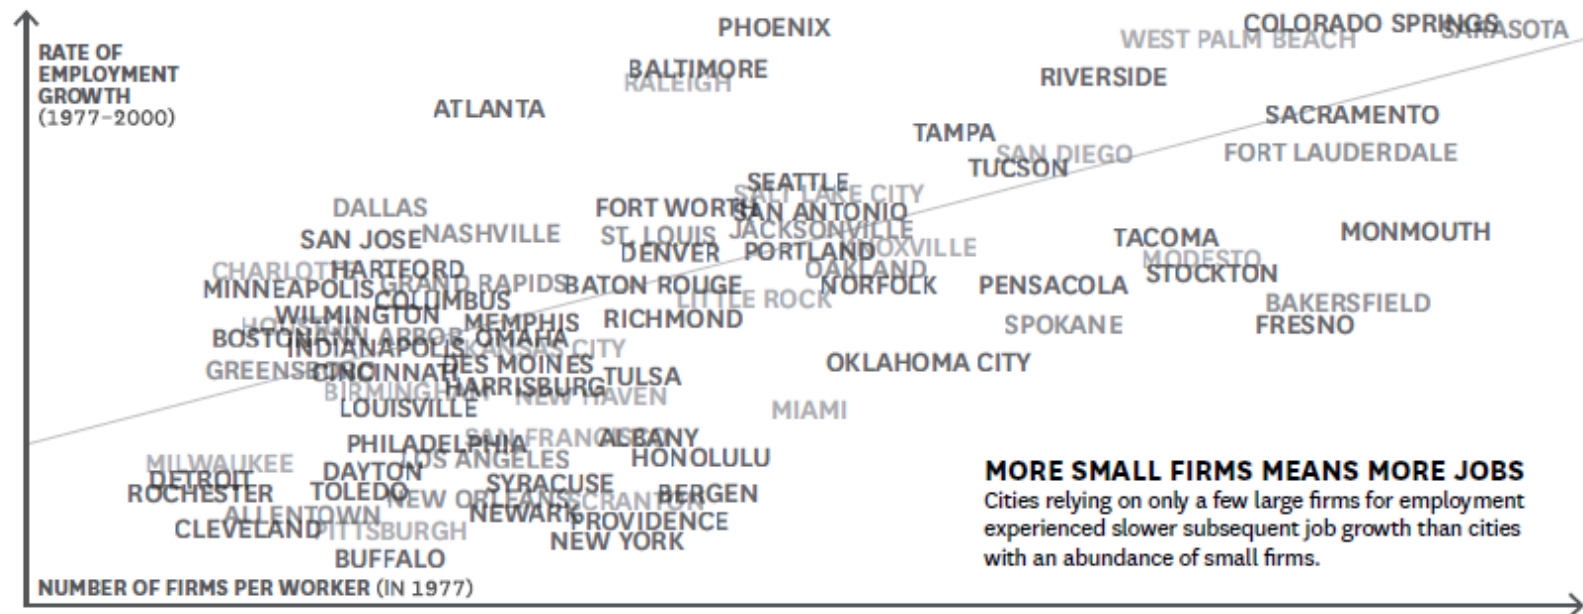 PHOENIX
COLORADO SPRINGS
SARASOTA
WEST PALM BEACH
RATE OF
EMPLOYMENT
GROWTH
(1977–2000)
BALTIMORE
RALEIGH
RIVERSIDE
ATLANTA
SACRAMENTO
TAMPA
SAN DIEGO
FORT LAUDERDALE
TUCSON
SEATTLE
SALT LAKE CITY
DALLAS
FORT WORTH
SAN ANTONIO
NASHVILLE
SAN JOSE
ST. LOUIS
JACKSONVILLE
TACOMA
MONMOUTH
DENVER
PORTLAND
KNOXVILLE
MODESTO
CHARLOTTE
HARTFORD
OAKLAND
STOCKTON
MINNEAPOLIS
GRAND RAPIDS
BATON ROUGE
NORFOLK
PENSACOLA
COLUMBUS
LITTLE ROCK
BAKERSFIELD
WILMINGTON
MEMPHIS
RICHMOND
SPOKANE
FRESNO
HOUSTON
BOSTON
ANN ARBOR
OMAHA
INDIANAPOLIS
KANSAS CITY
OKLAHOMA CITY
GREENSBORO
CINCINNATI
DES MOINES
TULSA
BIRMINGHAM
HARRISBURG
NEW HAVEN
LOUISVILLE
MIAMI
PHILADELPHIA
SAN FRANCISCO
ALBANY
MILWAUKEE
LOS ANGELES
HONOLULU
DETROIT
DAYTON
MORE SMALL FIRMS MEANS MORE JOBS
ROCHESTER
TOLEDO
SYRACUSE
BERGEN
NEW ORLEANS
SCRANTON
Cities relying on only a few large firms for employment
ALLENTOWN
NEWARK
PROVIDENCE
experienced slower subsequent job growth than cities
CLEVELAND
PITTSBURGH
NEW YORK
with an abundance of small firms.
BUFFALO
NUMBER OF FIRMS PER WORKER (IN 1977)